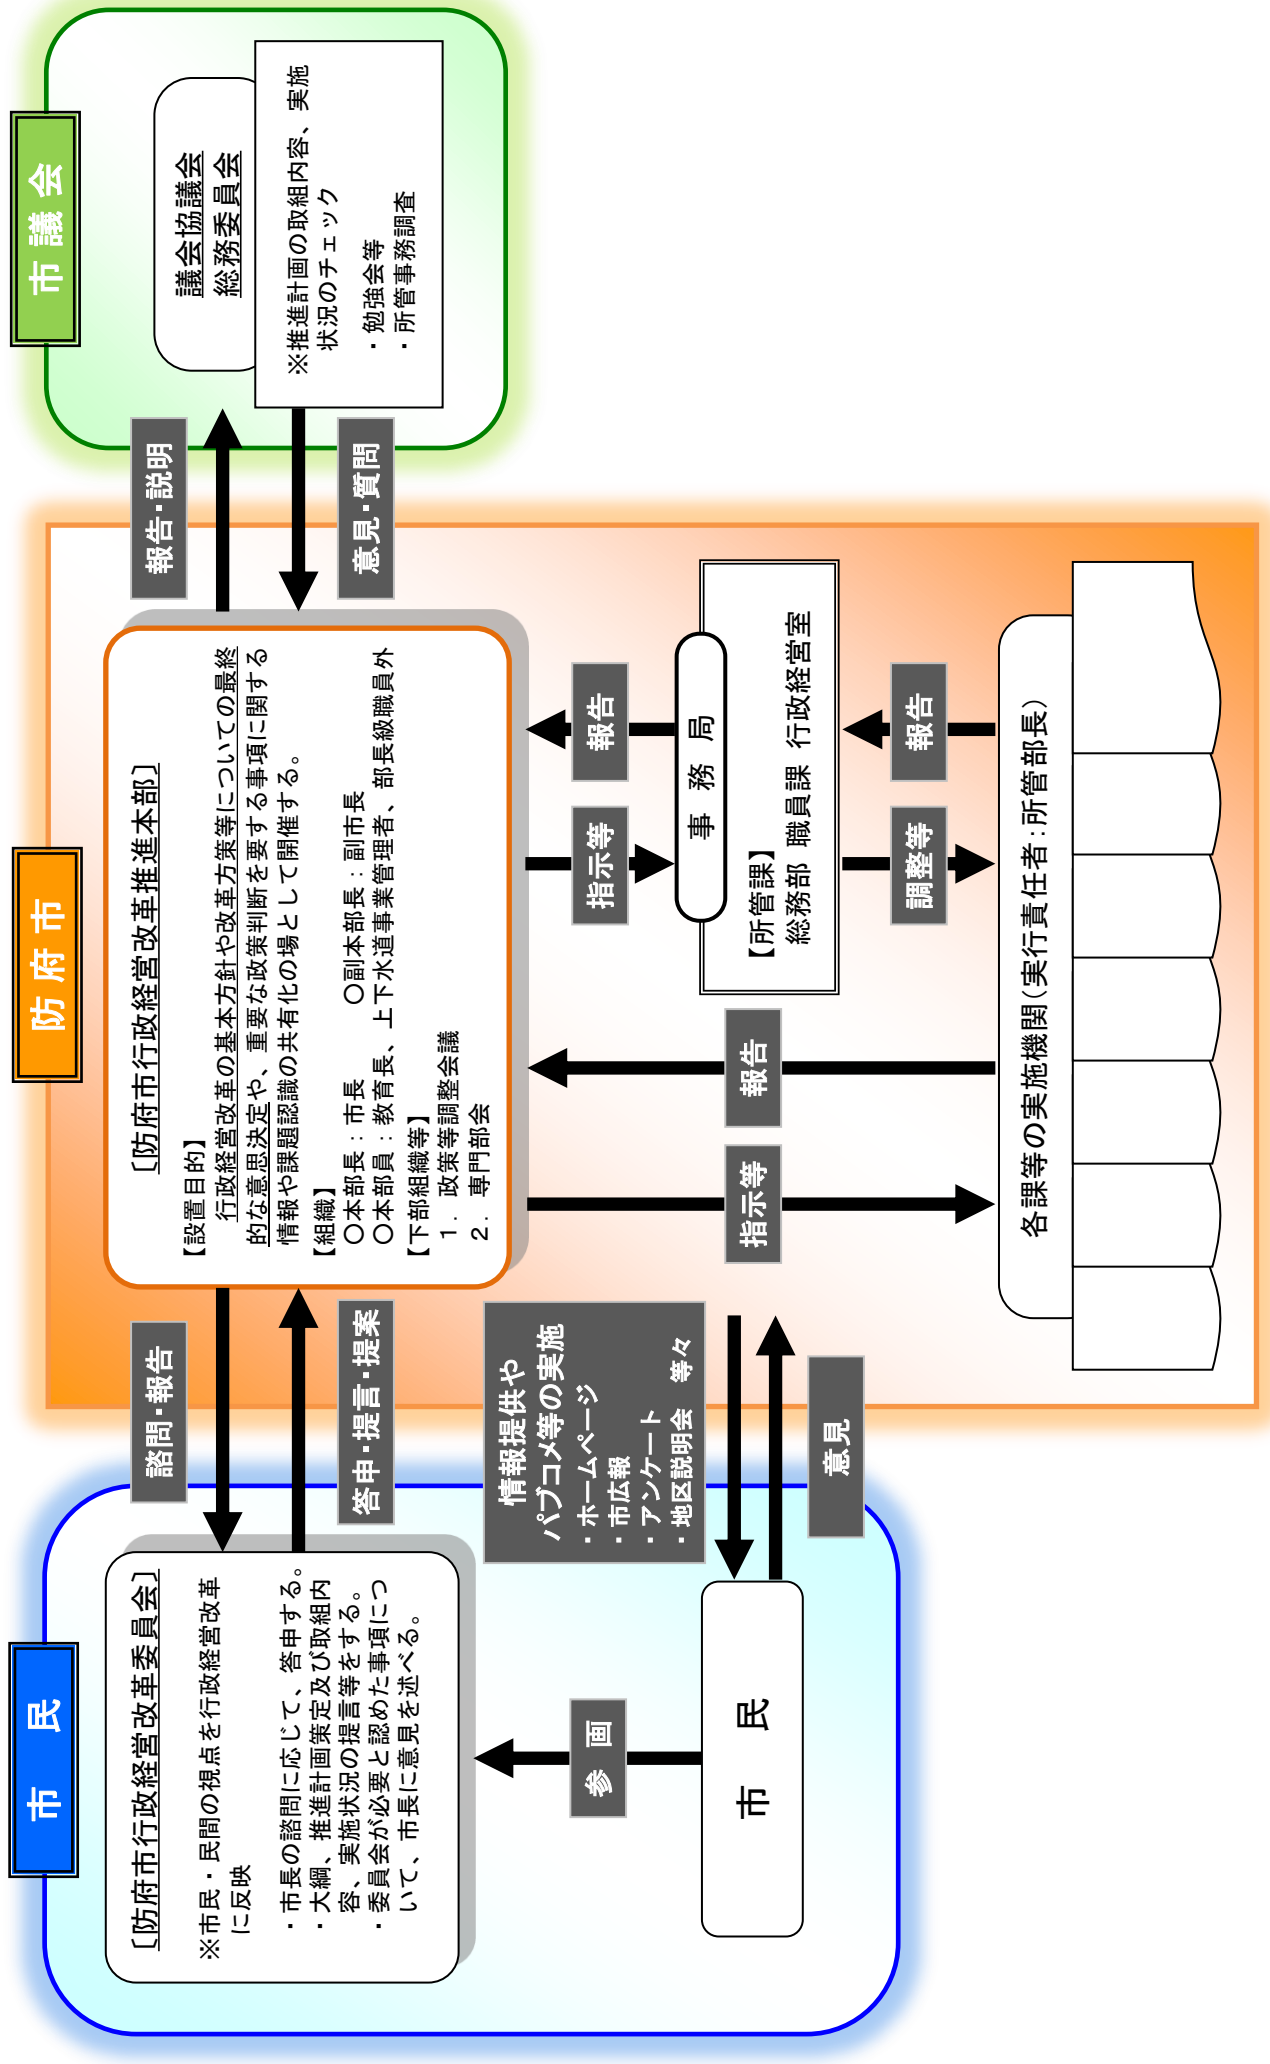 市　民
［防府市行政経営改革委員会］
※市民・民間の視点を行政経営改革
に反映
・市長の諮問に応じて、答申する。
・大綱、推進計画策定及び取組内
容、実施状況の提言等をする。
・委員会が必要と認めた事項につ
いて、市長に意見を述べる。
参　画
市　民
諮問・報告
答申・提言・提案
情報提供や
パブコメ等の実施
・ホームページ
・市広報
・アンケート
・地区説明会　等々
意見
防 府 市
［防府市行政経営改革推進本部］
【設置目的】
行政経営改革の基本方針や改革方策等についての最終
的な意思決定や、重要な政策判断を要する事項に関する
情報や課題認識の共有化の場として開催する。
【組織】
〇本部長：市長　　〇副本部長：副市長
〇本部員：教育長、上下水道事業管理者、部長級職員外
【下部組織等】
1．政策等調整会議
2．専門部会
指示等
報告
指示等
報告
事 務 局
【所管課】
総務部 職員課 行政経営室
調整等
報告
各課等の実施機関（実行責任者：所管部長）
報告・説明
意見・質問
市 議 会
議会協議会
総務委員会
※推進計画の取組内容、実施
状況のチェック
・勉強会等
・所管事務調査